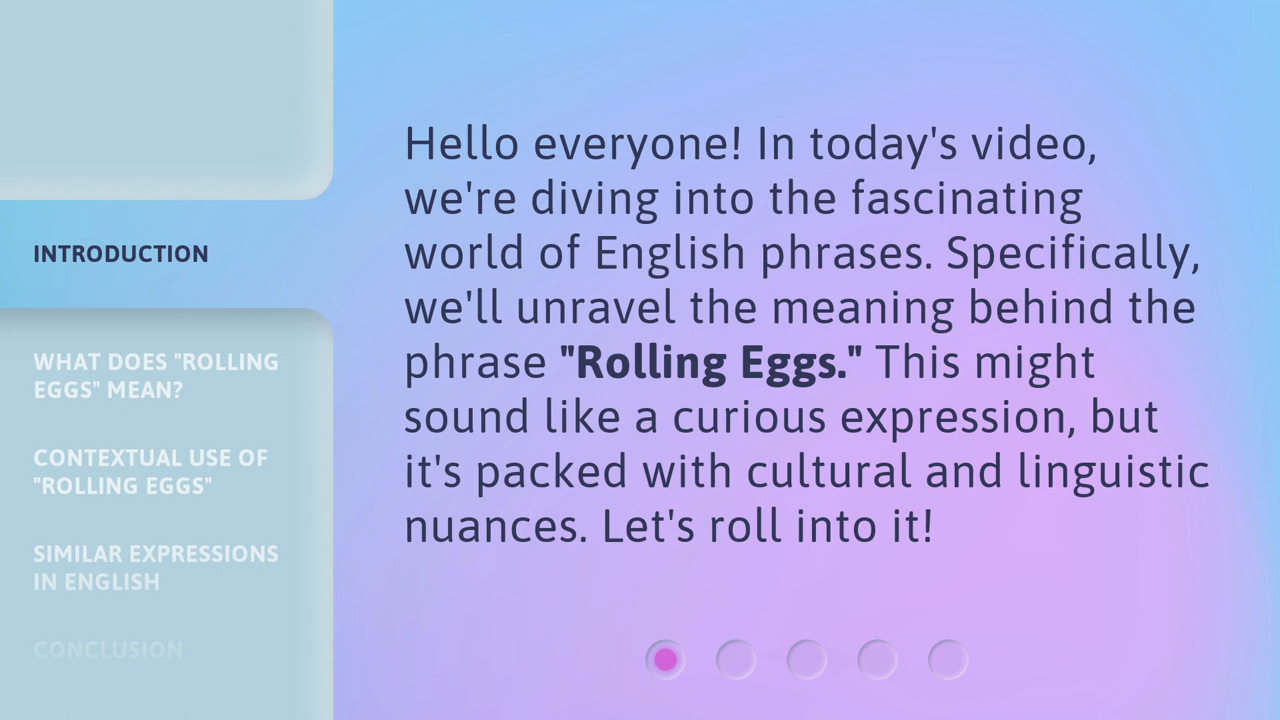 INTRODUCTION
WHAT DOES "ROLLING
EGGS" MEAN?
CONTEXTUAL USE OF
"ROLLING EGGS"
SIMILAR EXPRESSIONS
IN ENGLISH
CONCLUSION
Hello everyone! In today's video,
we're diving into the fascinating
world of English phrases. Specifically,
we'll unravel the meaning behind the
phrase "Rolling Eggs." This might
sound like a curious expression, but
it's packed with cultural and linguistic
nuances. Let's roll into it!